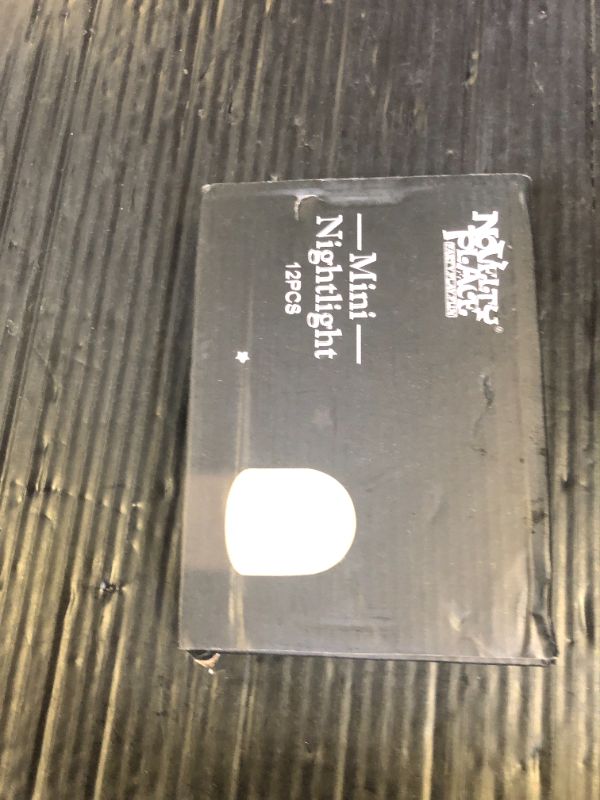 NOVELTY
PLACE
®
— Mini —
Nightlight
12PCS